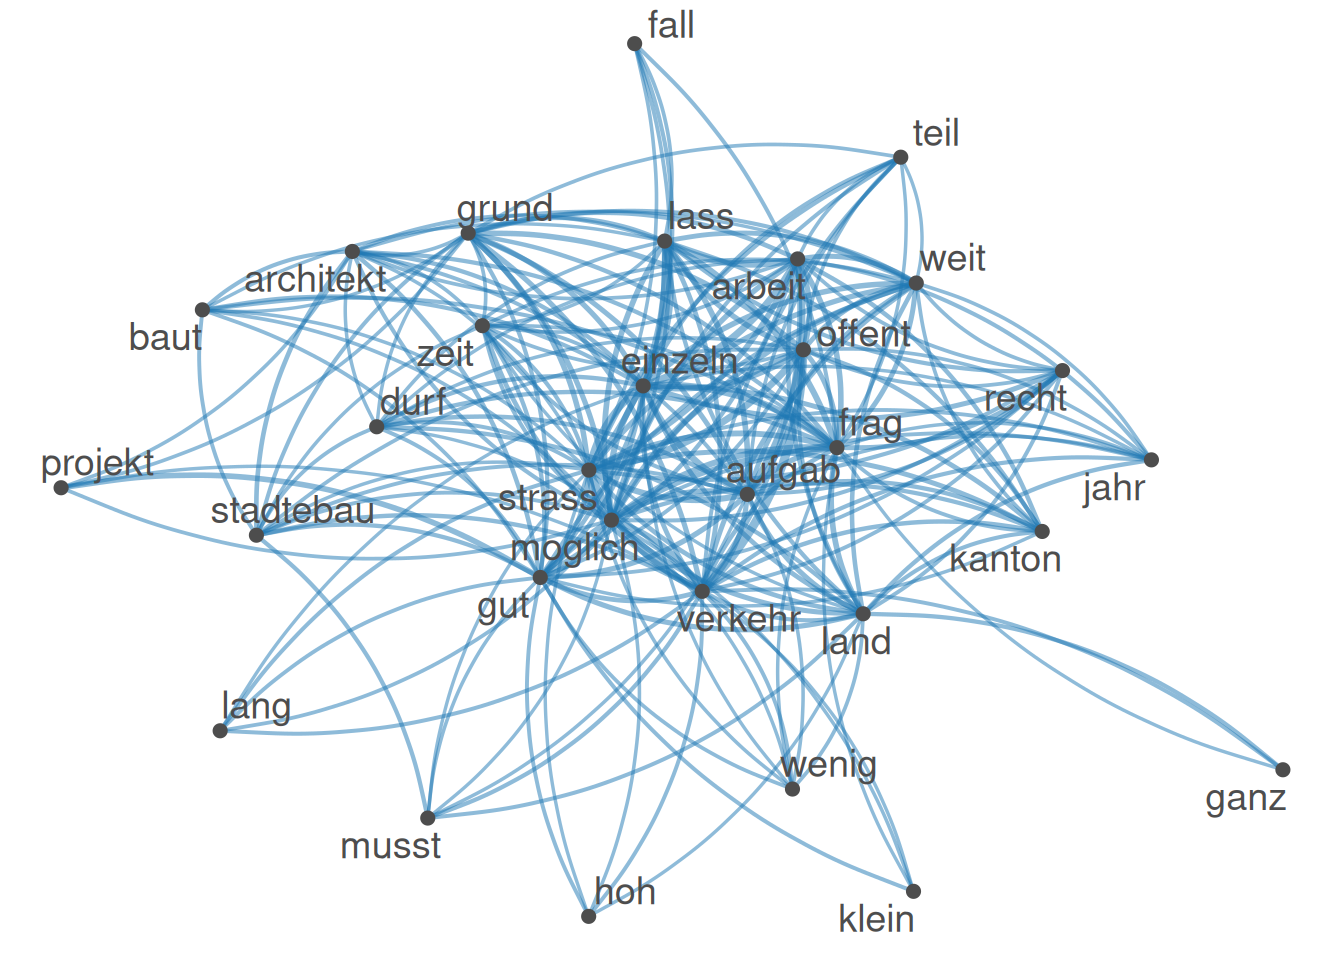 fall
teil
grund
lass
weit
architekt
arbeit
baut
offent
zeit
einzeln
durf
recht
frag
projekt
aufgab
jahr
strass
stadtebau
moglich
kanton
gut
verkehr
land
lang
wenig
ganz
musst
hoh
klein